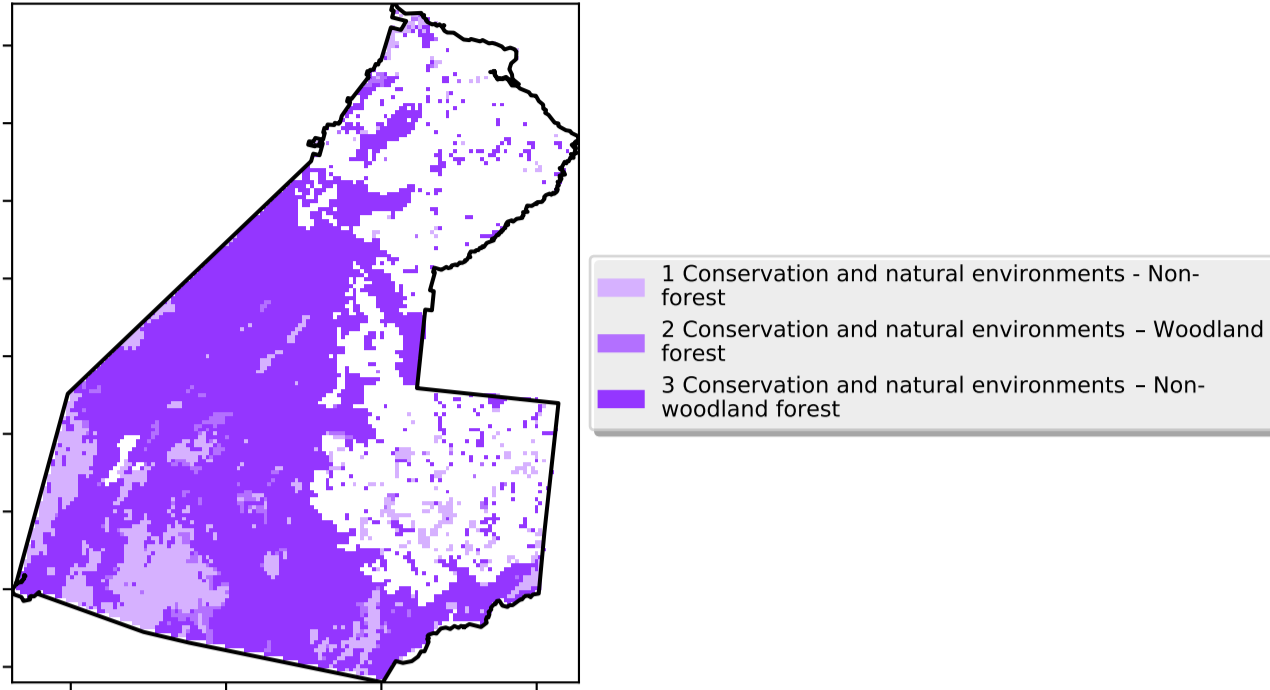 1 Conservation and natural environments - Non-
forest
2 Conservation and natural environments – Woodland
forest
3 Conservation and natural environments – Non-
woodland forest